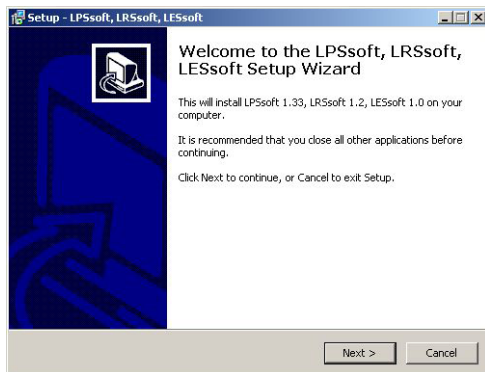 Setup - LPSsoft, LRSsoft, LESsoft
Welcome to the LPSsoft, LRSsoft,
LESsoft Setup Wizard
This will install LPSsoft 1.33, LRSsoft 1.2, LESsoft 1.0 on your
computer.
It is recommended that you close all other applications before
continuing.
Click Next to continue, or Cancel to exit Setup.
Next >
Cancel